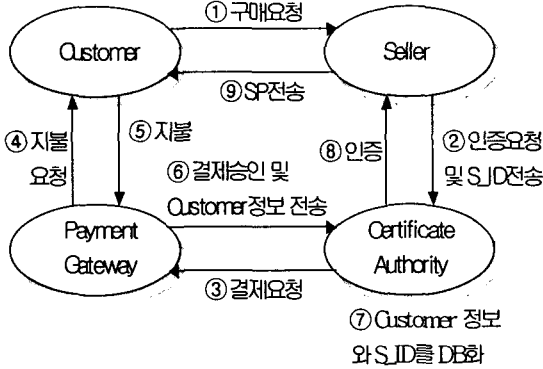 ① 구매요청
Customer
Seller
⑨ SP전송
④ 지불
요청
⑤ 지불
⑧ 인증
② 인증요청
및 S_ID전송
⑥ 결제승인 및
Customer정보 전송
Payment
Gateway
Certificate
Authority
③ 결제요청
⑦ Customer 정보
와 S_ID를 DB화